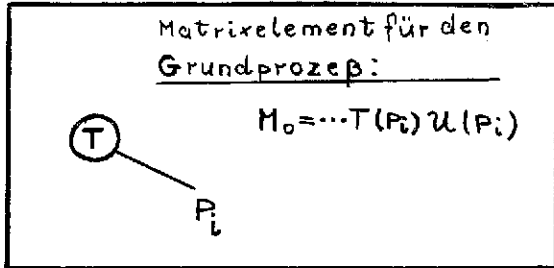 Matrixelement für den
Grundprozeß:
M₀=⋯T(Pᵢ)U(Pᵢ)
T
Pᵢ